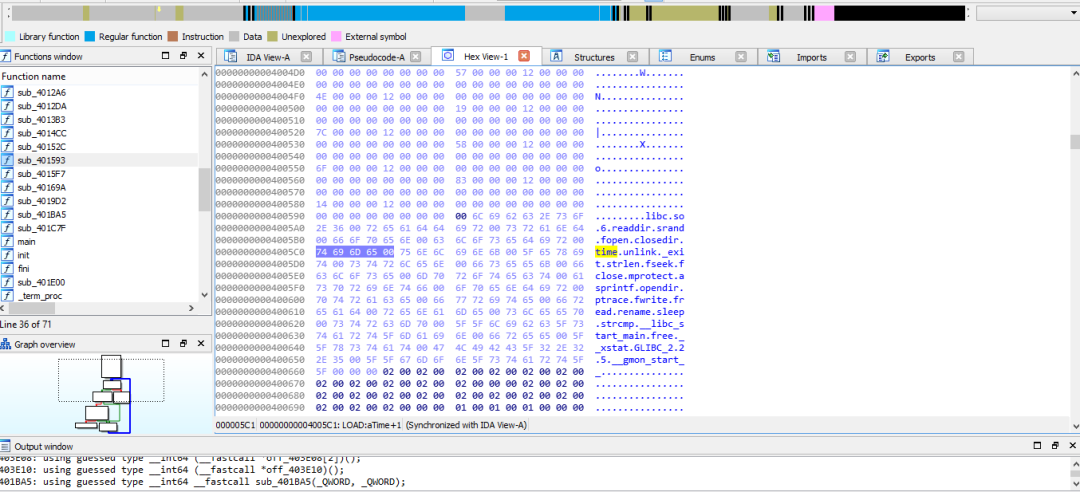 Library function Regular function Instruction Data Unexplored External symbol
Functions window
Function name
sub_4012A6
sub_4012DA
sub_4013B3
sub_4014CC
sub_40152C
sub_401593
sub_4015F7
sub_40169A
sub_4019D2
sub_401BA5
sub_401C7F
main
init
fini
sub_401E00
_term_proc
Line 36 of 71
Graph overview
IDA View-A Pseudocode-A Hex View-1 Structures Enums Imports Exports
00000000004004D0 00 00 00 00 00 00 00 00 57 00 00 00 12 00 00 00 ........W.......
00000000004004E0 00 00 00 00 00 00 00 00 00 00 00 00 00 00 00 00 ................
00000000004004F0 4E 00 00 00 12 00 00 00 00 00 00 00 00 00 00 00 N...............
0000000000400500 00 00 00 00 00 00 00 00 19 00 00 00 12 00 00 00 ................
0000000000400510 00 00 00 00 00 00 00 00 00 00 00 00 00 00 00 00 ................
0000000000400520 7C 00 00 00 12 00 00 00 00 00 00 00 00 00 00 00 |...............
0000000000400530 00 00 00 00 00 00 00 00 58 00 00 00 12 00 00 00 ........X.......
0000000000400540 00 00 00 00 00 00 00 00 00 00 00 00 00 00 00 00 ................
0000000000400550 6F 00 00 00 12 00 00 00 00 00 00 00 00 00 00 00 o...............
0000000000400560 00 00 00 00 00 00 00 00 83 00 00 00 12 00 00 00 ................
0000000000400570 00 00 00 00 00 00 00 00 00 00 00 00 00 00 00 00 ................
0000000000400580 14 00 00 00 12 00 00 00 00 00 00 00 00 00 00 00 ................
0000000000400590 00 00 00 00 00 00 00 00 00 6C 69 62 63 2E 73 6F .........libc.so
00000000004005A0 2E 36 00 72 65 61 64 64 69 72 00 73 72 61 6E 64 .6.readdir.srand
00000000004005B0 00 66 6F 70 65 6E 00 63 6C 6F 73 65 64 69 72 00 .fopen.closedir.
00000000004005C0 74 69 6D 65 00 75 6E 6C 69 6E 6B 00 5F 65 78 69 time.unlink._exi
00000000004005D0 74 00 73 74 72 6C 65 6E 00 66 73 65 65 6B 00 66 t.strlen.fseek.f
00000000004005E0 63 6C 6F 73 65 00 6D 70 72 6F 74 65 63 74 00 61 close.mprotect.a
00000000004005F0 73 70 72 69 6E 74 66 00 6F 70 65 6E 64 69 72 00 sprintf.opendir.
0000000000400600 70 74 72 61 63 65 00 66 77 72 69 74 65 00 66 72 ptrace.fwrite.fr
0000000000400610 65 61 64 00 72 65 6E 61 6D 65 00 73 6C 65 65 70 ead.rename.sleep
0000000000400620 00 73 74 72 63 6D 70 00 5F 5F 6C 69 62 63 5F 73 .strcmp.__libc_s
0000000000400630 74 61 72 74 5F 6D 61 69 6E 00 66 72 65 65 00 5F tart_main.free._
0000000000400640 5F 78 73 74 61 74 00 47 4C 49 42 43 5F 32 2E 32 _xstat.GLIBC_2.2
0000000000400650 2E 35 00 5F 5F 67 6D 6F 6E 5F 73 74 61 72 74 5F .5.__gmon_start_
0000000000400660 5F 00 00 00 02 00 02 00 02 00 02 00 02 00 02 00 _...............
0000000000400670 02 00 02 00 02 00 02 00 02 00 02 00 02 00 02 00 ................
0000000000400680 02 00 02 00 02 00 02 00 02 00 02 00 02 00 02 00 ................
0000000000400690 02 00 02 00 02 00 00 00 01 00 01 00 01 00 00 00 ................
000005C1 00000000004005C1: LOAD:aTime+1 (Synchronized with IDA View-A)
Output window
403E08: using guessed type __int64 (__fastcall *off_403E08[2])();
403E10: using guessed type __int64 (__fastcall *off_403E10)();
401BA5: using guessed type __int64 __fastcall sub_401BA5(_QWORD, _QWORD);